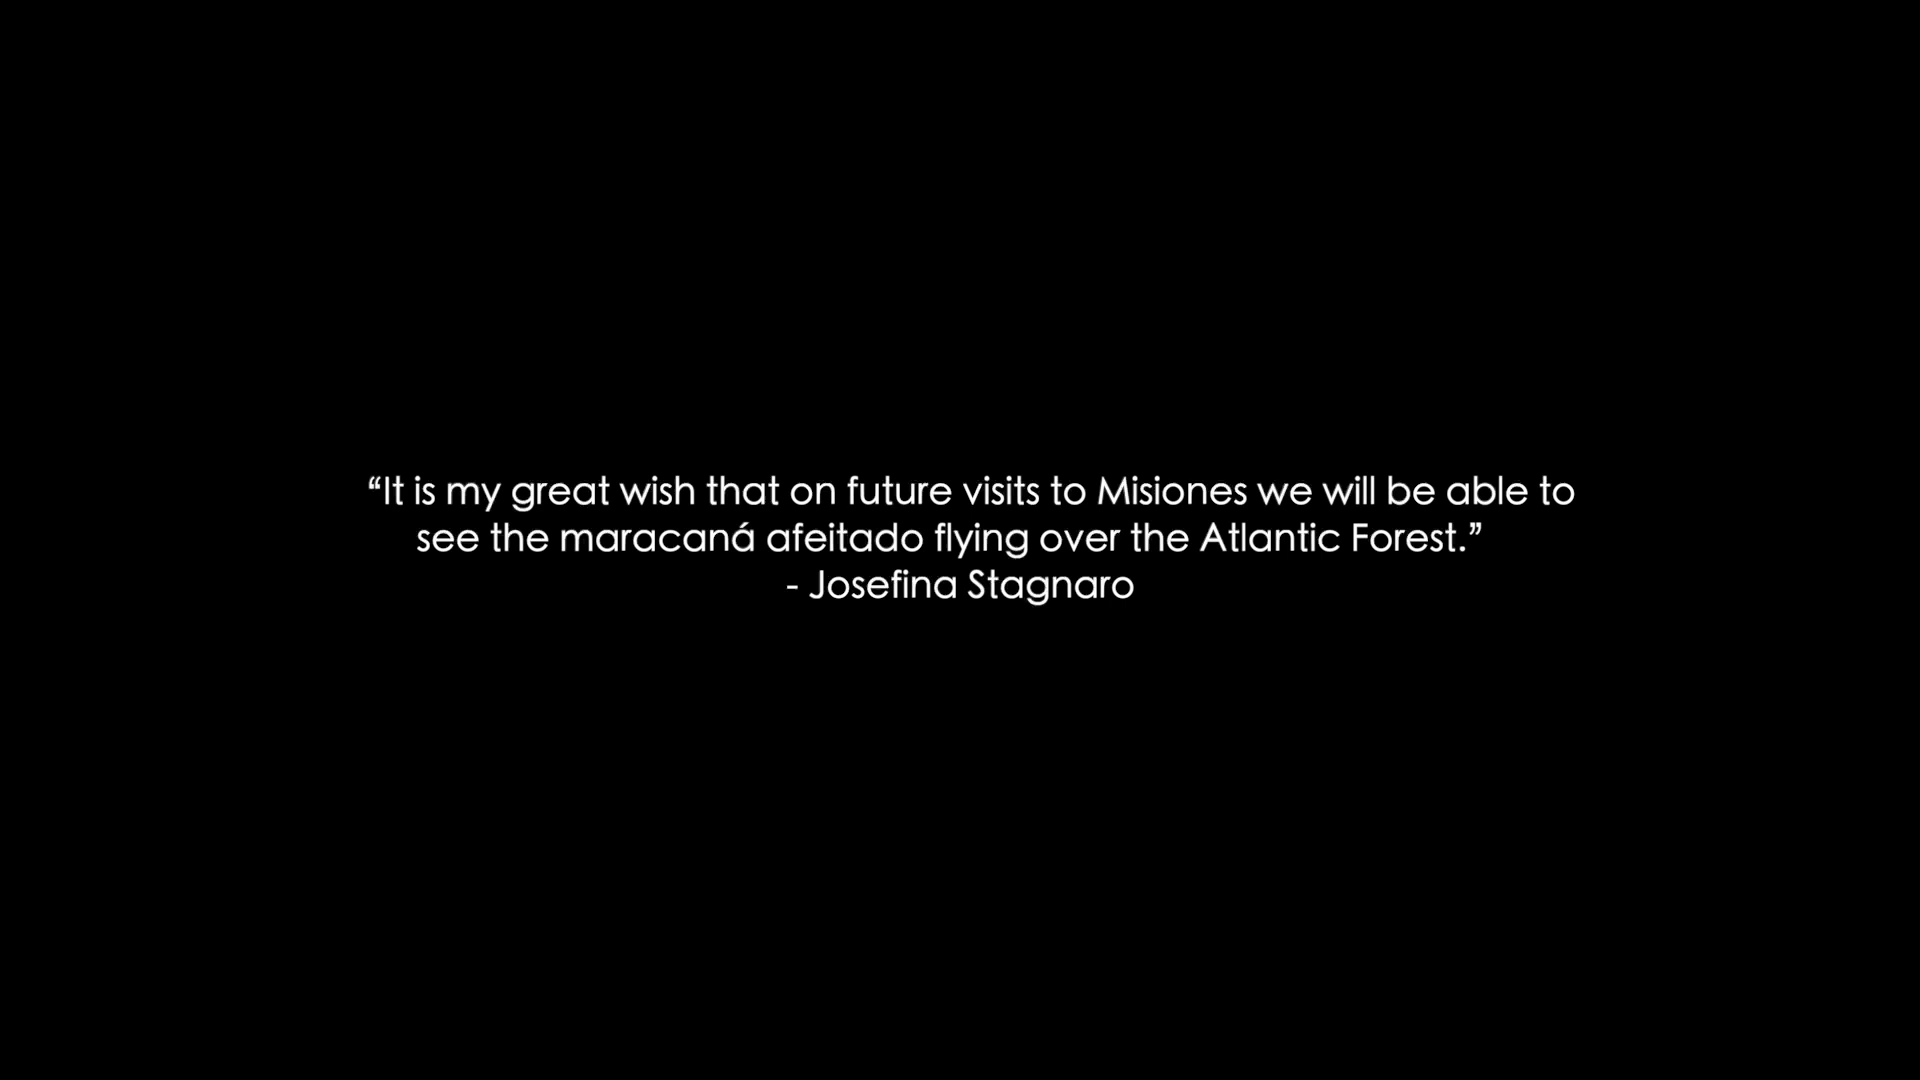 “It is my great wish that on future visits to Misiones we will be able to
see the maracaná afeitado flying over the Atlantic Forest.”
- Josefina Stagnaro